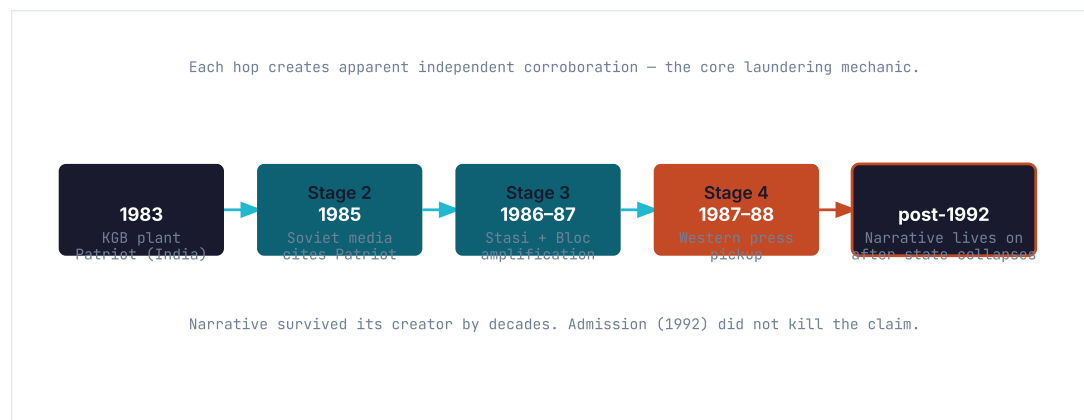 Each hop creates apparent independent corroboration — the core laundering mechanic.
1983
KGB plant
Patriot (India)
Stage 2
1985
Soviet media
cites Patriot
Stage 3
1986–87
Stasi + Bloc
amplification
Stage 4
1987–88
Western press
pickup
post-1992
Narrative lives on
after state collapses
Narrative survived its creator by decades. Admission (1992) did not kill the claim.